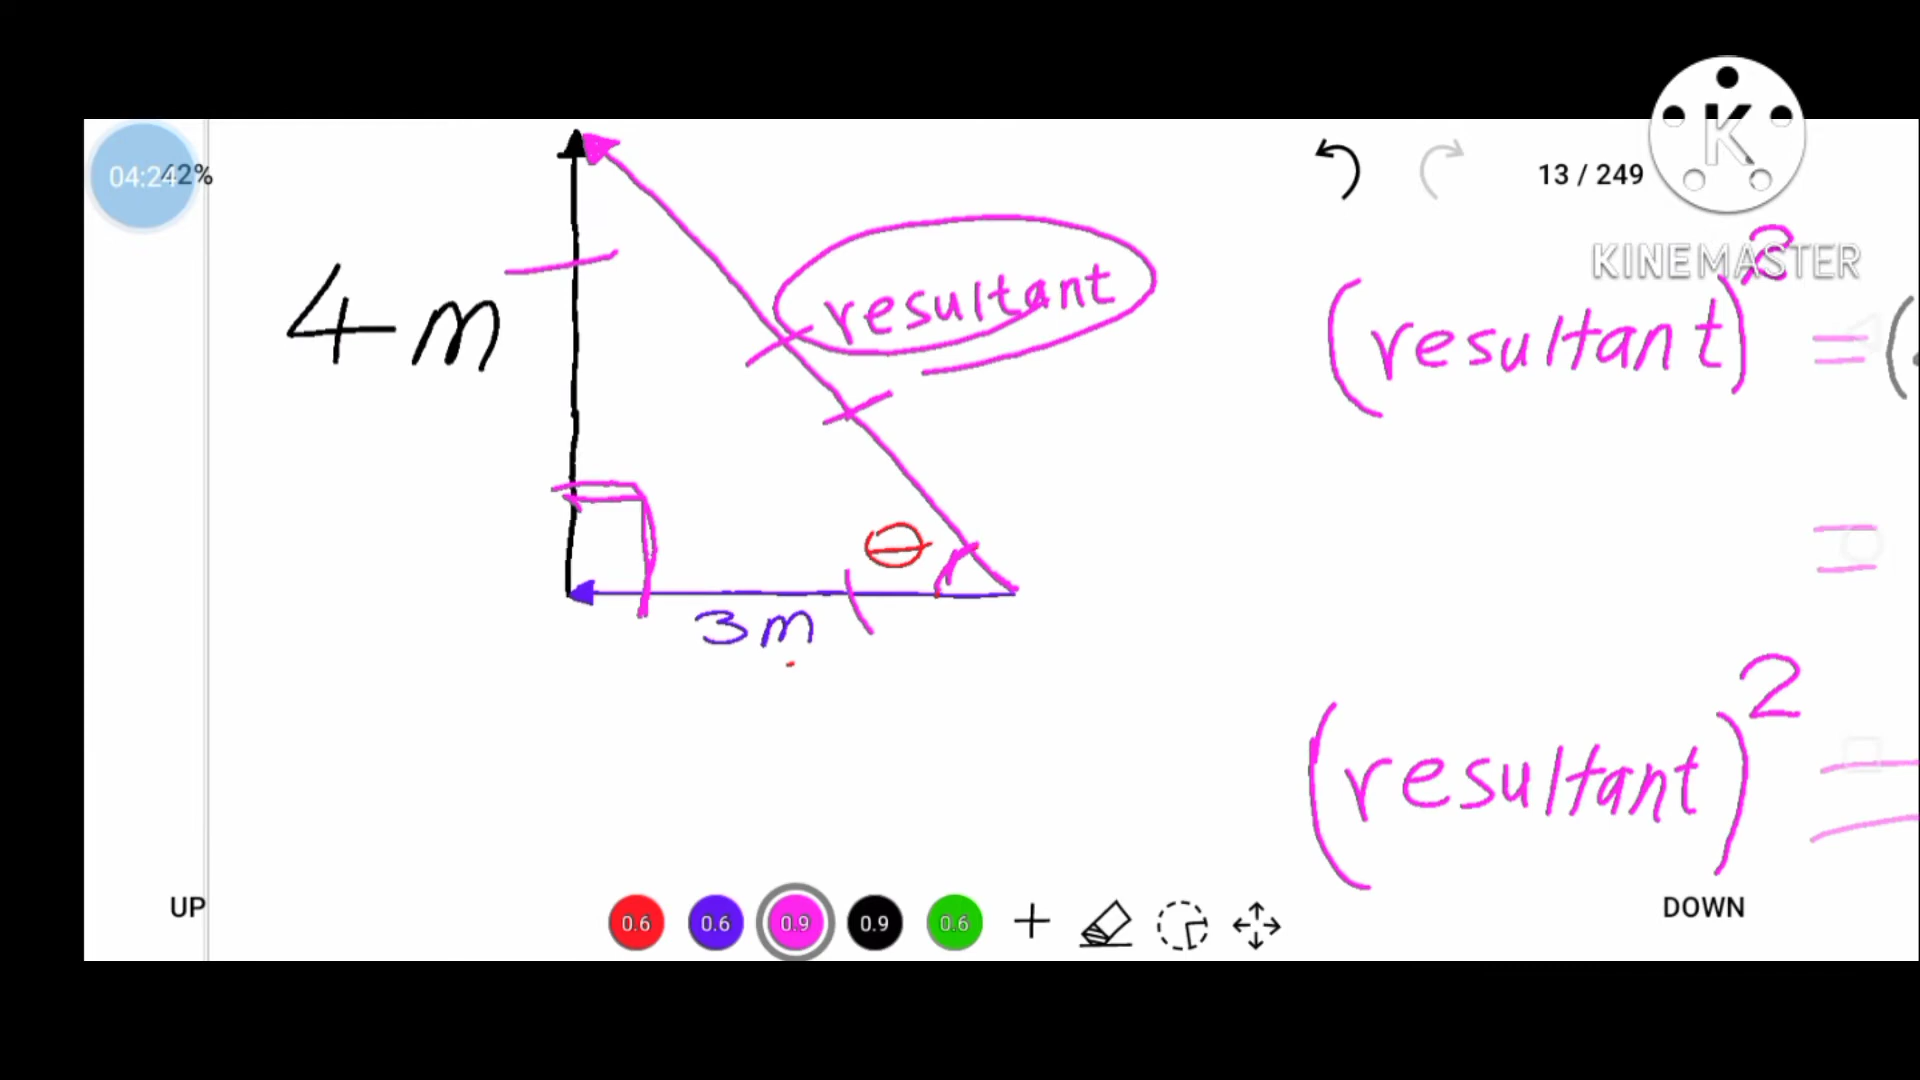 04:24 42%
13 / 249
K
KINEMASTER
4m
resultant
(resultant)² = (
θ
=
3m
(resultant)² =
UP
0.6 0.6 0.9 0.9 0.6
DOWN